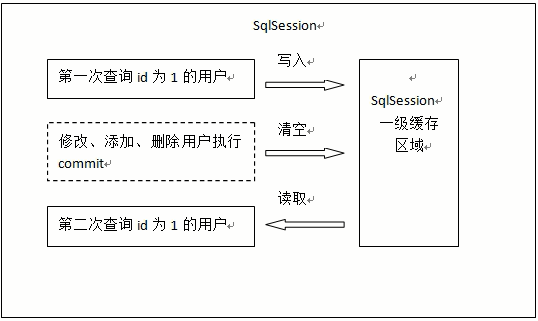 SqlSession
写入
第一次查询 id 为 1 的用户
SqlSession
一级缓存
区域
清空
修改、添加、删除用户执行
commit
读取
第二次查询 id 为 1 的用户